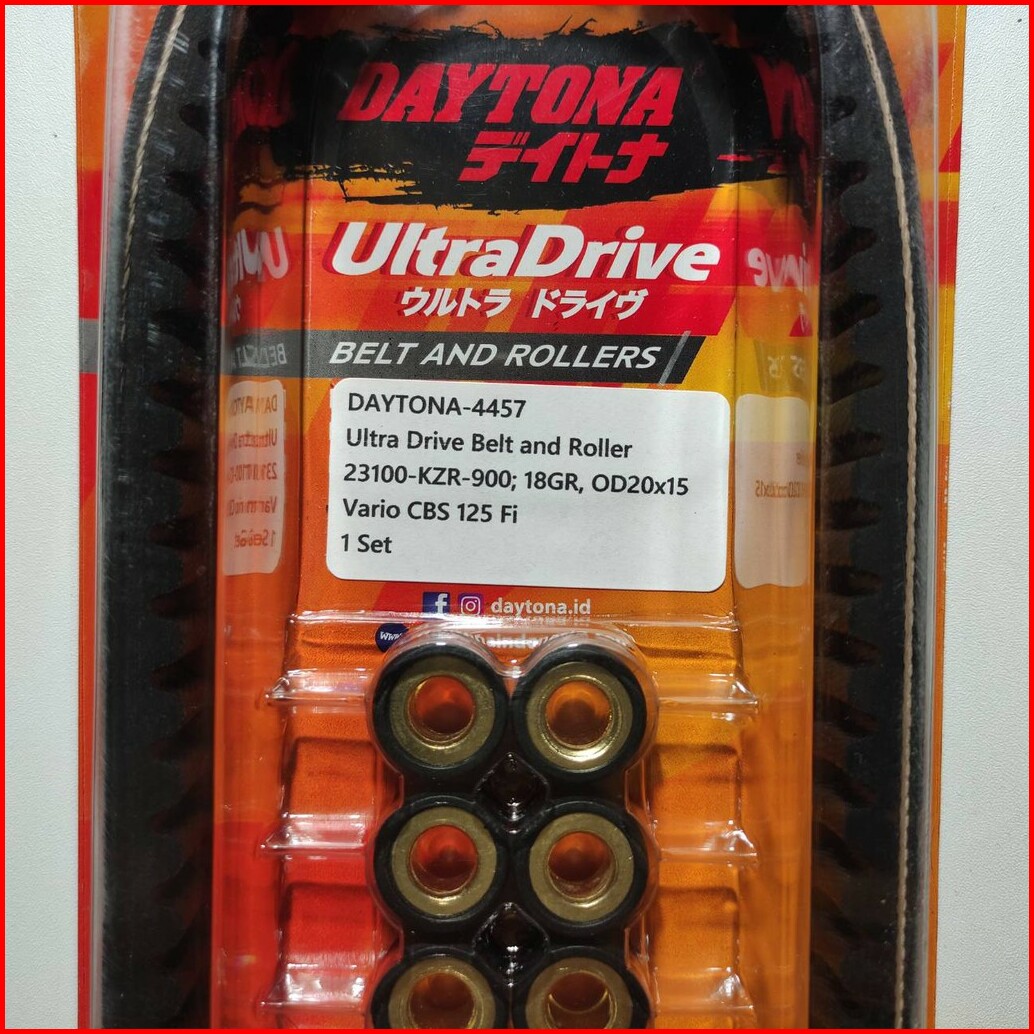 DAYTONA
デイトナ
UltraDrive
ウルトラ ドライヴ
BELT AND ROLLERS
DAYTONA-4457
Ultra Drive Belt and Roller
23100-KZR-900; 18GR, OD20x15
Vario CBS 125 Fi
1 Set
daytona.id
www